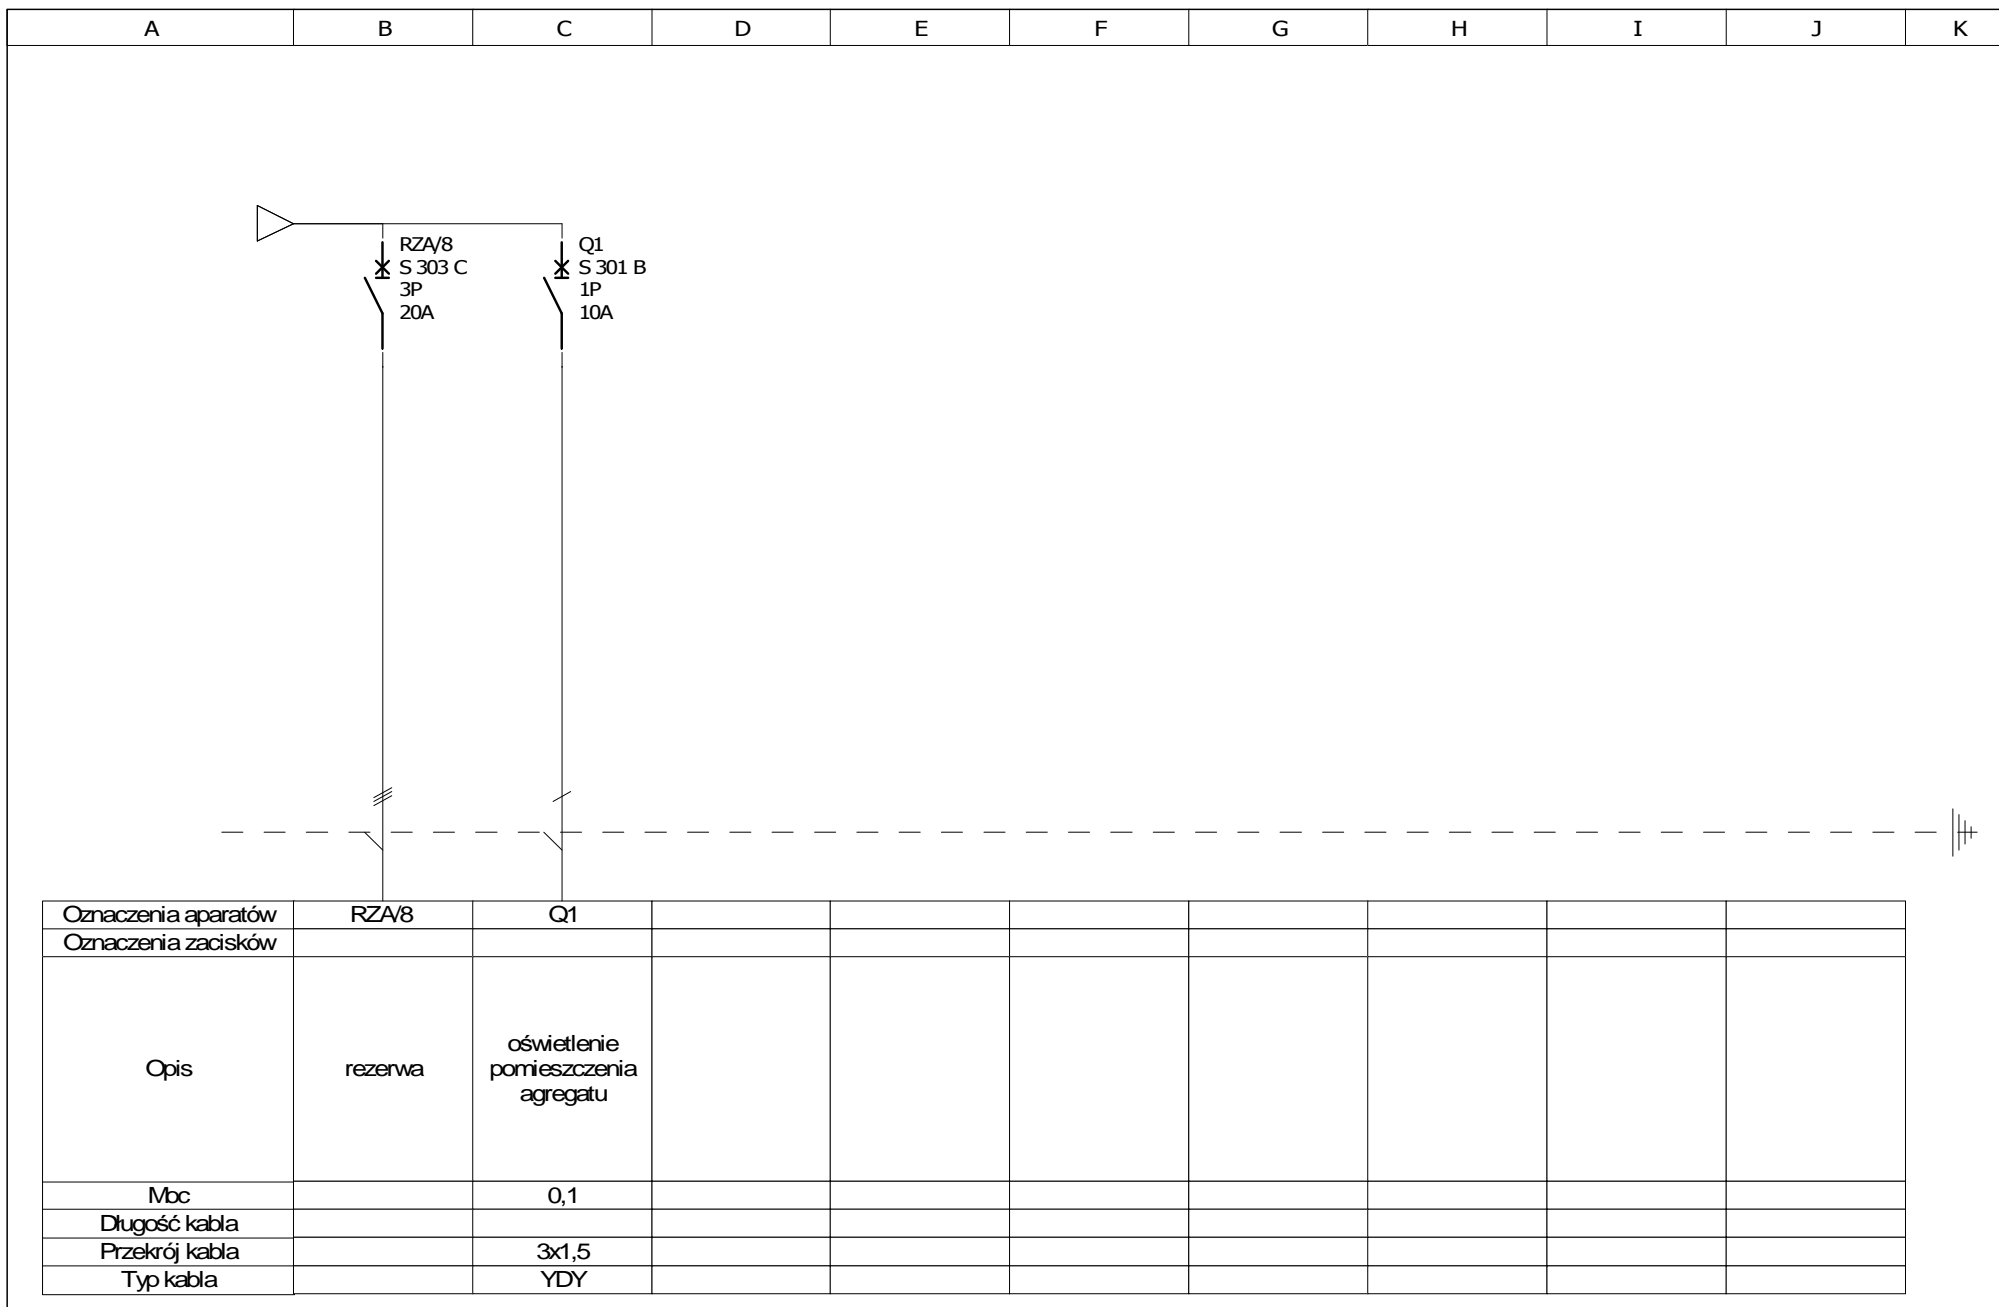 A B C D E F G H I J K
RZA/8 Q1
S 303 C S 301 B
3P 1P
20A 10A
Oznaczenia aparatów RZA/8 Q1
Oznaczenia zacisków
Opis rezerwa oświetlenie
pomieszczenia
agregatu
Moc 0,1
Długość kabla
Przekrój kabla 3x1,5
Typ kabla YDY